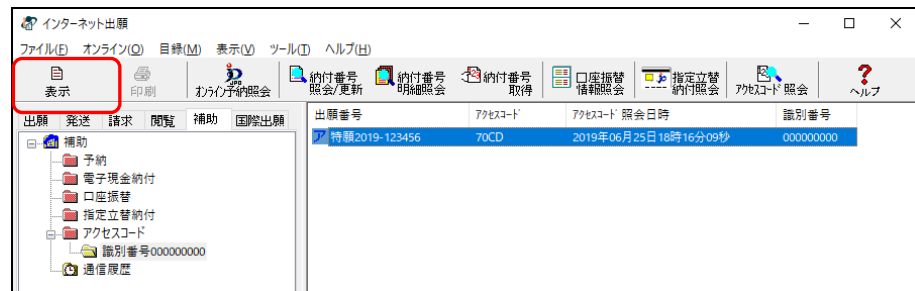 インターネット出願
ファイル(F) オンライン(O) 目録(M) 表示(V) ツール(T) ヘルプ(H)
表示 印刷 オンライン予納照会 納付番号照会/更新 納付番号明細照会 納付番号取得 口座振替情報照会 指定立替納付照会 アクセスコード照会 ヘルプ
出願 発送 請求 閲覧 補助 国際出願
補助
予納
電子現金納付
口座振替
指定立替納付
アクセスコード
識別番号000000000
通信履歴
出願番号 アクセスコード アクセスコード照会日時 識別番号
ア 特願2019-123456 70CD 2019年06月25日18時16分09秒 000000000